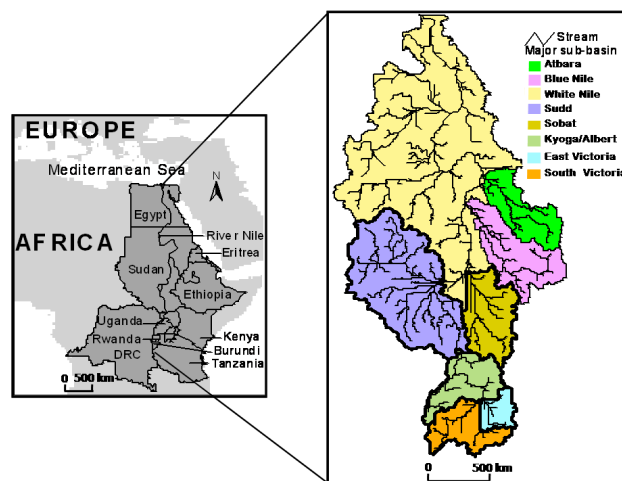 EUROPE
Mediterranean Sea
N
Egypt
River Nile
AFRICA
Eritrea
Sudan
Ethiopia
Uganda
Kenya
Rwanda
Burundi
DRC
Tanzania
0 500 km
Stream
Major sub-basin
Atbara
Blue Nile
White Nile
Sudd
Sobat
Kyoga/Albert
East Victoria
South Victoria
0 500 km